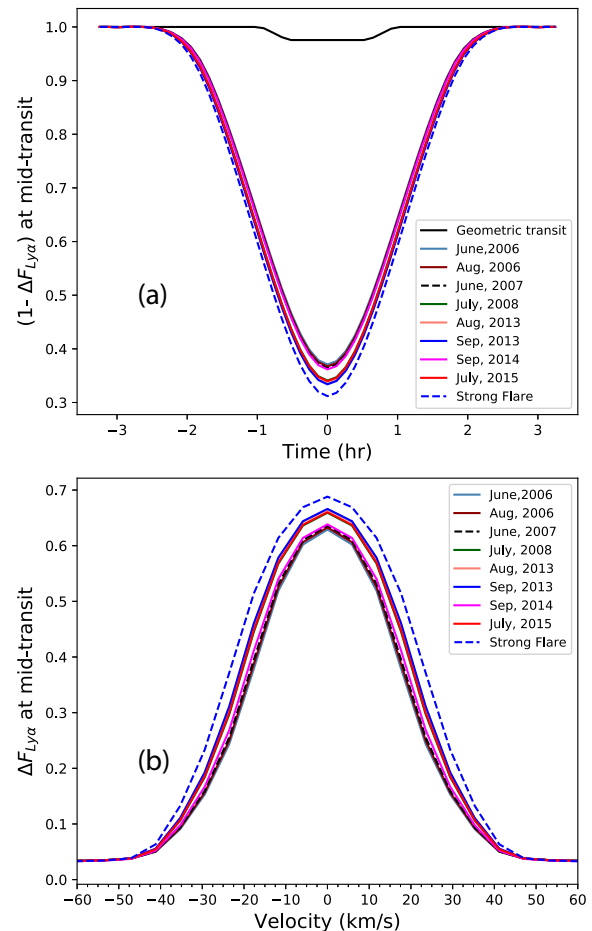 1.0
0.9
0.8
0.7
0.6
0.5
0.4
0.3
(1- ΔF_{Lyα}) at mid-transit
(a)
Geometric transit
June,2006
Aug, 2006
June, 2007
July, 2008
Aug, 2013
Sep, 2013
Sep, 2014
July, 2015
Strong Flare
−3 −2 −1 0 1 2 3
Time (hr)
0.7
0.6
0.5
0.4
0.3
0.2
0.1
0.0
ΔF_{Lyα} at mid-transit
(b)
June,2006
Aug, 2006
June, 2007
July, 2008
Aug, 2013
Sep, 2013
Sep, 2014
July, 2015
Strong Flare
−60 −50 −40 −30 −20 −10 0 10 20 30 40 50 60
Velocity (km/s)